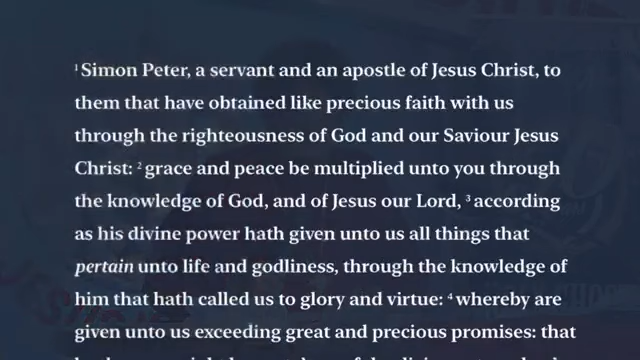 ¹ Simon Peter, a servant and an apostle of Jesus Christ, to
them that have obtained like precious faith with us
through the righteousness of God and our Saviour Jesus
Christ: ² grace and peace be multiplied unto you through
the knowledge of God, and of Jesus our Lord, ³ according
as his divine power hath given unto us all things that
pertain unto life and godliness, through the knowledge of
him that hath called us to glory and virtue: ⁴ whereby are
given unto us exceeding great and precious promises: that